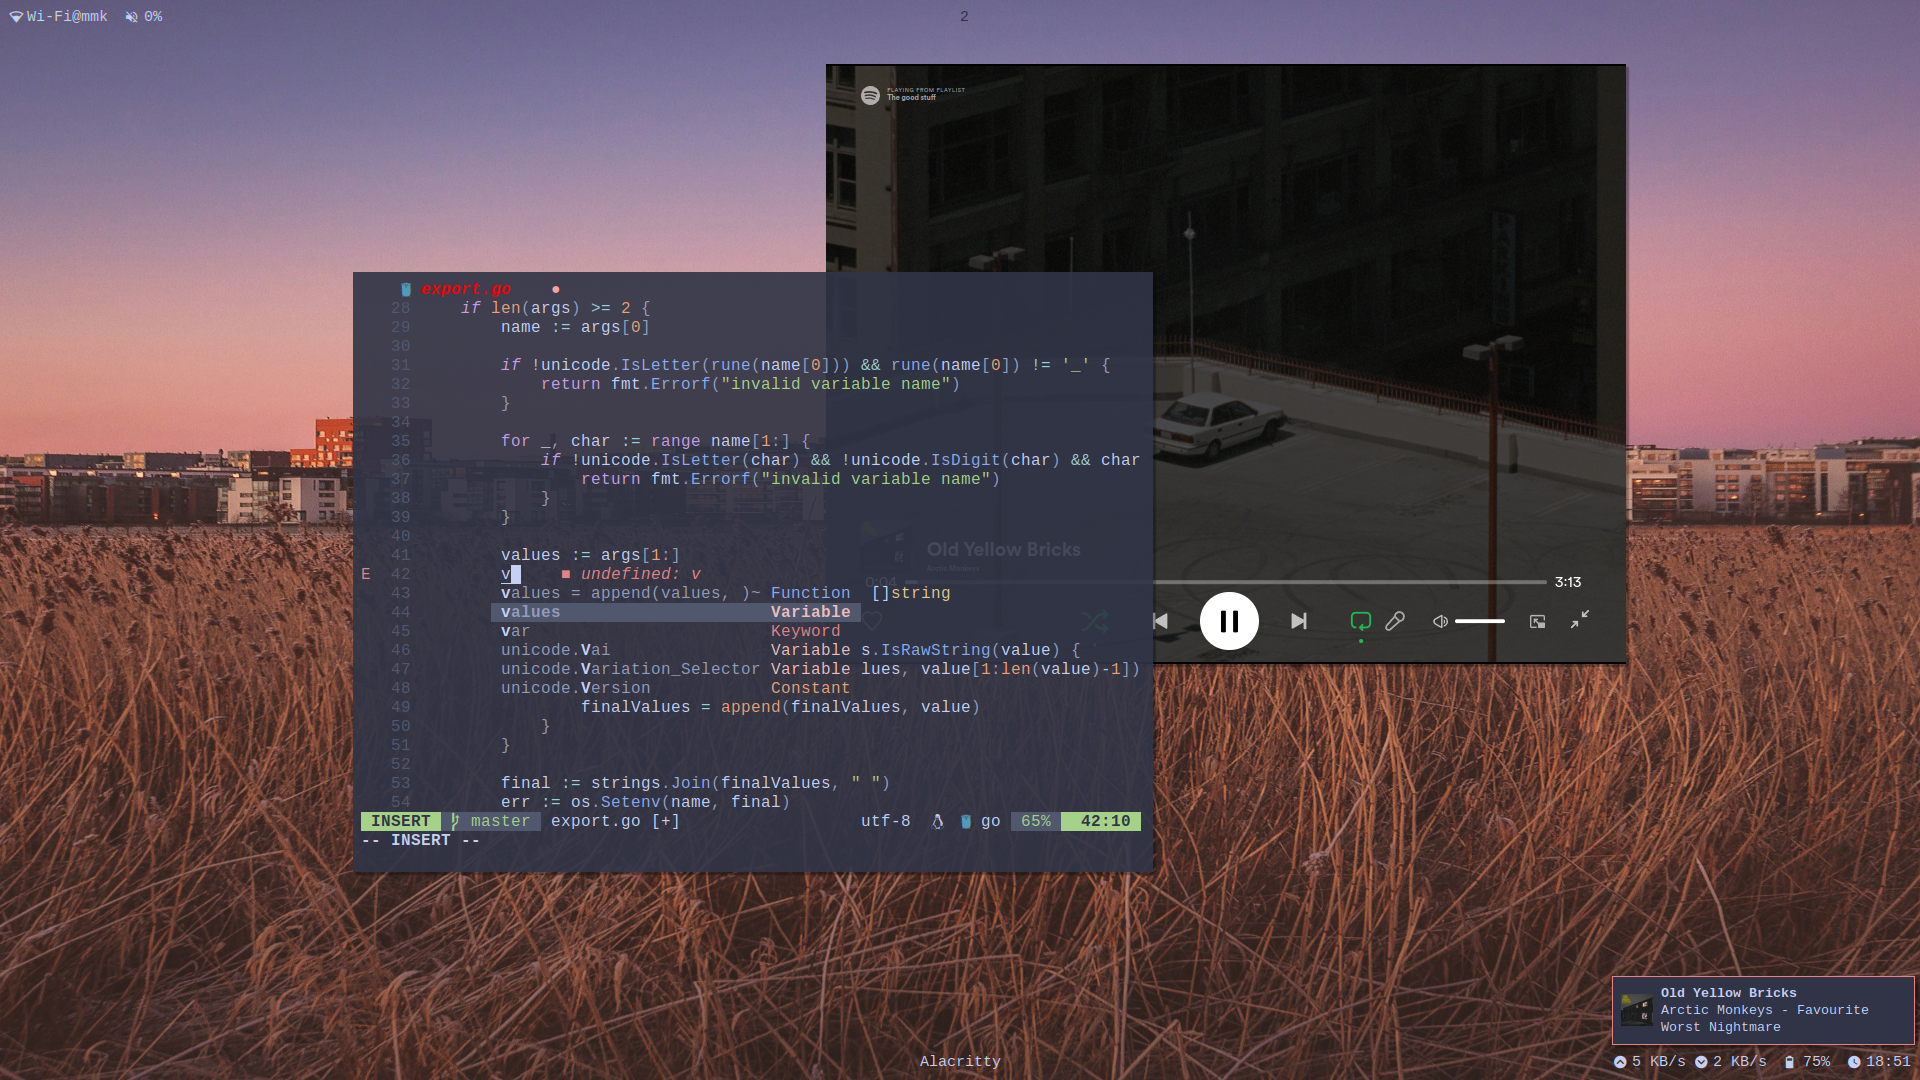 Wi-Fi@mmk 0%
2
PLAYING FROM PLAYLIST
The good stuff
export.go ●
28 if len(args) >= 2 {
29 name := args[0]
30
31 if !unicode.IsLetter(rune(name[0])) && rune(name[0]) != '_' {
32 return fmt.Errorf("invalid variable name")
33 }
34
35 for _, char := range name[1:] {
36 if !unicode.IsLetter(char) && !unicode.IsDigit(char) && char
37 return fmt.Errorf("invalid variable name")
38 }
39 }
40
41 values := args[1:]
E 42 v ■ undefined: v
43 values = append(values, )~ Function []string
44 values Variable
45 var Keyword
46 unicode.Vai Variable s.IsRawString(value) {
47 unicode.Variation_Selector Variable lues, value[1:len(value)-1])
48 unicode.Version Constant
49 finalValues = append(finalValues, value)
50 }
51 }
52
53 final := strings.Join(finalValues, " ")
54 err := os.Setenv(name, final)
INSERT master export.go [+] utf-8 go 65% 42:10
-- INSERT --
Old Yellow Bricks
Arctic Monkeys
0:04 3:13
Old Yellow Bricks
Arctic Monkeys - Favourite
Worst Nightmare
Alacritty
5 KB/s 2 KB/s 75% 18:51